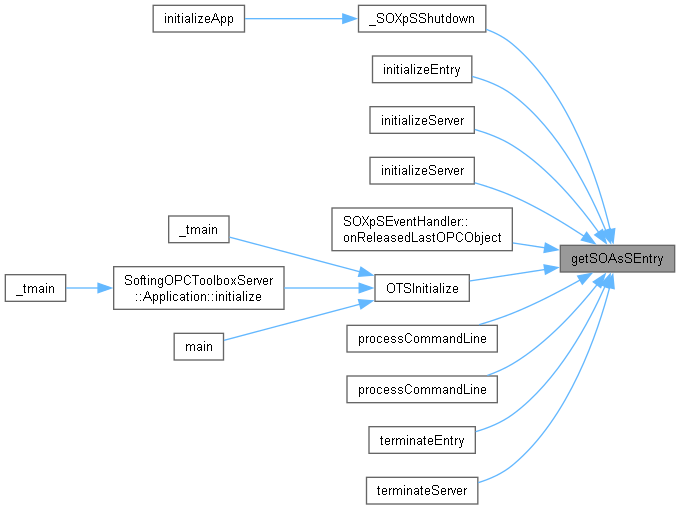 initializeApp
_SOXpSShutdown
initializeEntry
initializeServer
initializeServer
SOXpSEventHandler::
onReleasedLastOPCObject
getSOAsSEntry
_tmain
SoftingOPCToolboxServer
::Application::initialize
_tmain
OTSInitialize
main
processCommandLine
processCommandLine
terminateEntry
terminateServer